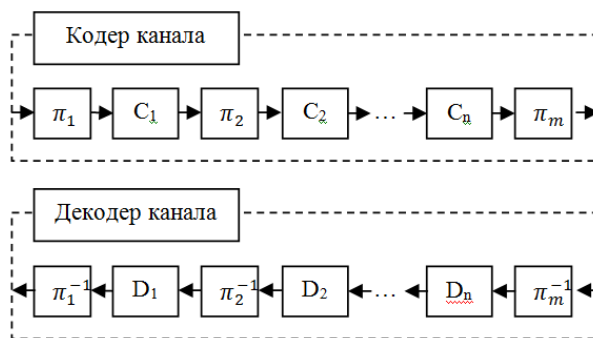 Кодер канала
π₁ C₁ π₂ C₂ … Cₙ πₘ
Декодер канала
π₁⁻¹ D₁ π₂⁻¹ D₂ … Dₙ πₘ⁻¹